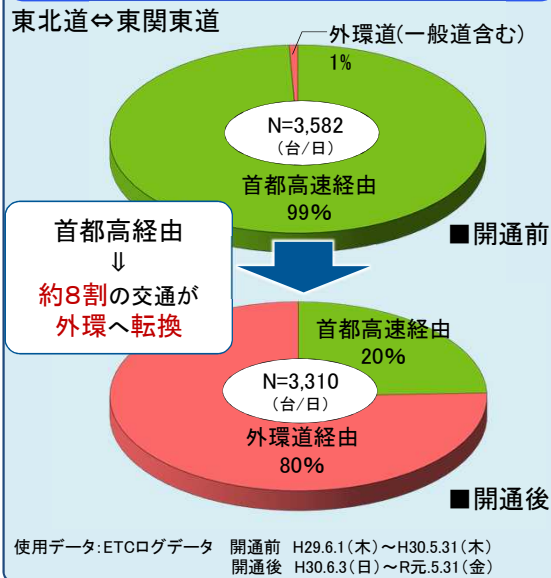 東北道⇔東関東道
外環道(一般道含む)
1%
N=3,582
(台/日)
首都高速経由
99%
■開通前
首都高経由
⇓
約8割の交通が
外環へ転換
首都高速経由
20%
N=3,310
(台/日)
外環道経由
80%
■開通後
使用データ:ETCログデータ　開通前　H29.6.1(木)～H30.5.31(木)
開通後　H30.6.3(日)～R元.5.31(金)